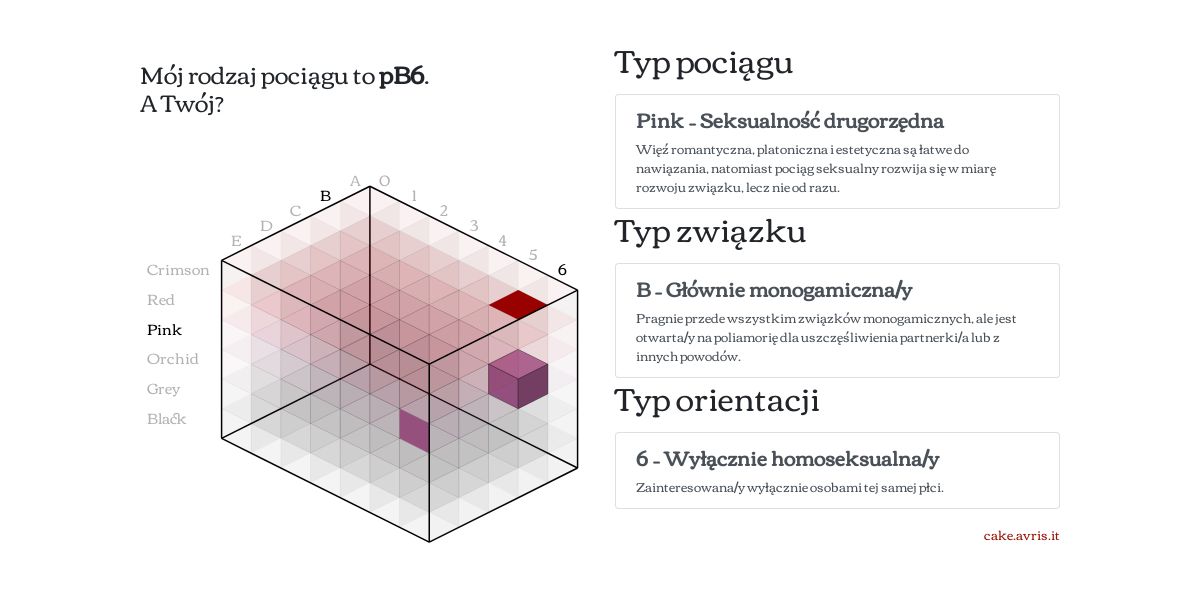 Mój rodzaj pociągu to pB6.
A Twój?
A O
B 1
C 2
D 3
E 4
5
6
Crimson
Red
Pink
Orchid
Grey
Black
Typ pociągu
Pink – Seksualność drugorzędna
Więź romantyczna, platoniczna i estetyczna są łatwe do
nawiązania, natomiast pociąg seksualny rozwija się w miarę
rozwoju związku, lecz nie od razu.
Typ związku
B – Głównie monogamiczna/y
Pragnie przede wszystkim związków monogamicznych, ale jest
otwarta/y na poliamorię dla uszczęśliwienia partnerki/a lub z
innych powodów.
Typ orientacji
6 – Wyłącznie homoseksualna/y
Zainteresowana/y wyłącznie osobami tej samej płci.
cake.avris.it